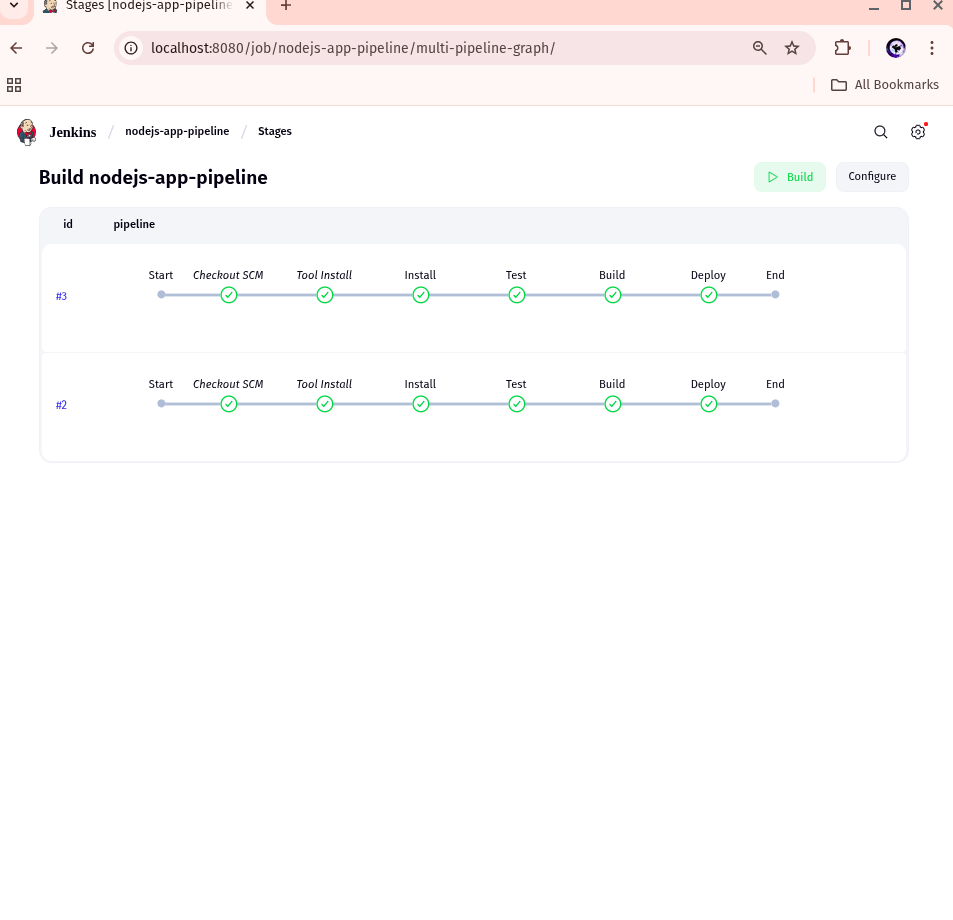 Stages [nodejs-app-pipeline
localhost:8080/job/nodejs-app-pipeline/multi-pipeline-graph/
All Bookmarks
Jenkins / nodejs-app-pipeline / Stages
Build nodejs-app-pipeline
Build
Configure
id pipeline
Start Checkout SCM Tool Install Install Test Build Deploy End
#3
Start Checkout SCM Tool Install Install Test Build Deploy End
#2